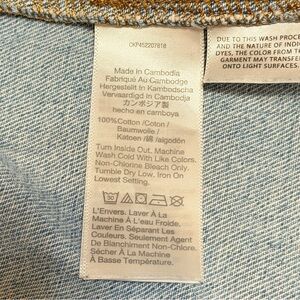 CKF452207818
Made in Cambodia
Fabriqué Au Cambodge
Hergestellt in Kambodscha
Vervaardigd in Cambodja
カンボジア製
hecho en camboya
100%Cotton /Coton /
Baumwolle /
Katoen /綿 /algodón
Turn Inside Out. Machine
Wash Cold With Like Colors.
Non-Chlorine Bleach Only.
Tumble Dry Low. Iron On
Lowest Setting.
L'Envers. Laver À La
Machine À L'eau Froide.
Laver En Séparant Les
Couleurs. Seulement Agent
De Blanchiment Non-Chloré.
Sécher À La Machine
À Basse Température.
DUE TO THIS WASH PROCE
AND THE NATURE OF INDI
DYES, THE COLOR FROM TH
GARMENT MAY TRANSFER
ONTO LIGHT SURFACES.